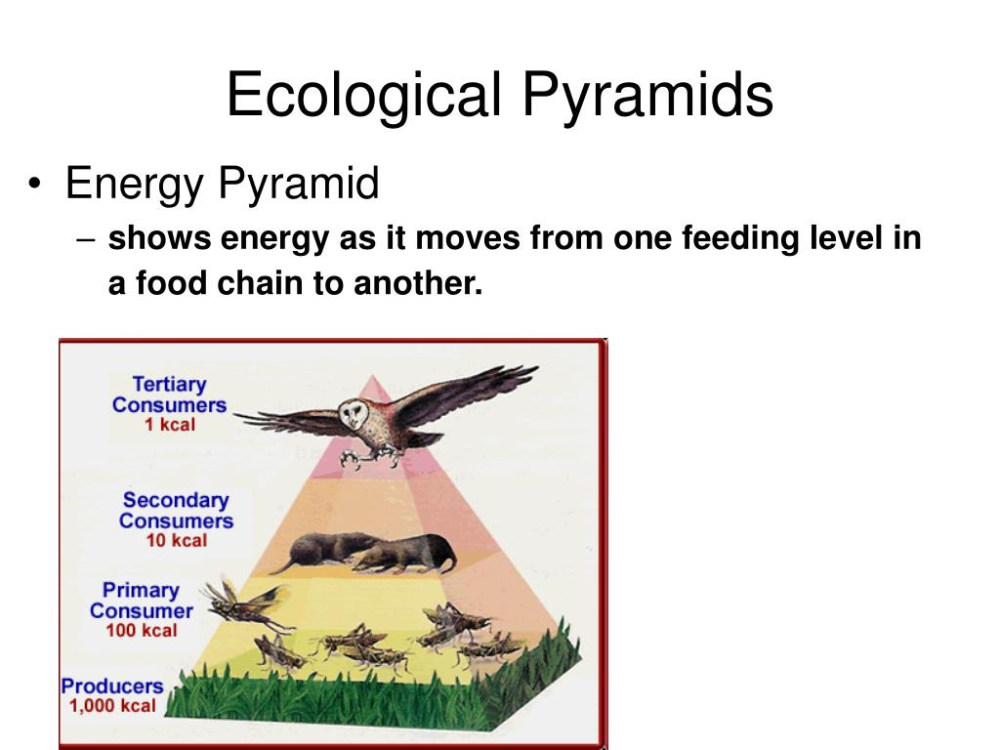 Ecological Pyramids
• Energy Pyramid
– shows energy as it moves from one feeding level in
a food chain to another.
Tertiary
Consumers
1 kcal
Secondary
Consumers
10 kcal
Primary
Consumer
100 kcal
Producers
1,000 kcal